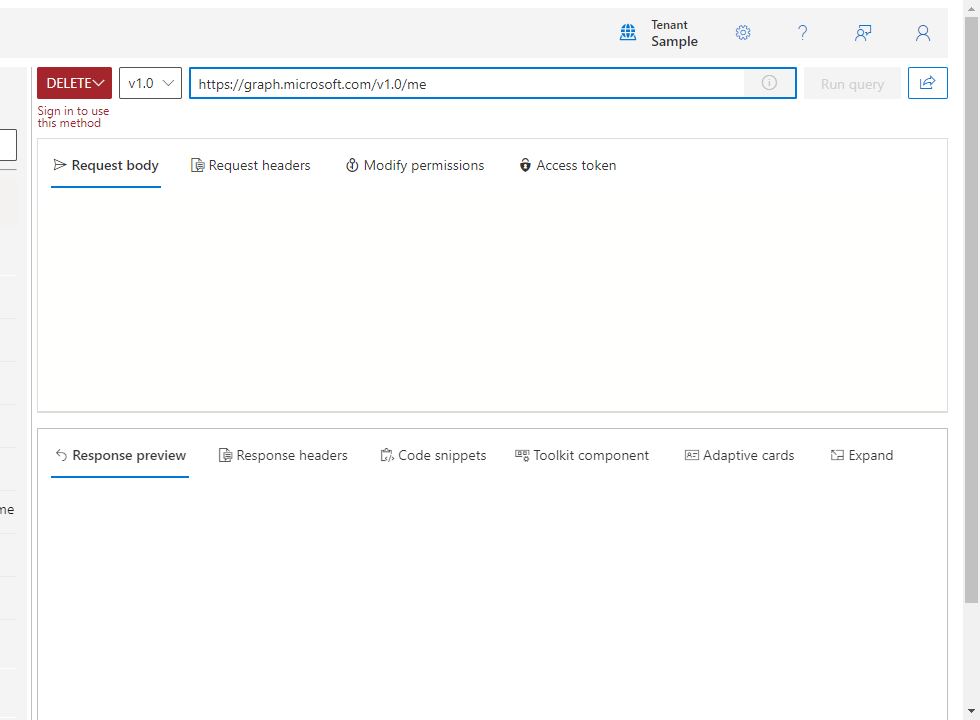 Tenant
Sample
DELETE
v1.0
https://graph.microsoft.com/v1.0/me
Run query
Sign in to use
this method
Request body
Request headers
Modify permissions
Access token
Response preview
Response headers
Code snippets
Toolkit component
Adaptive cards
Expand
me